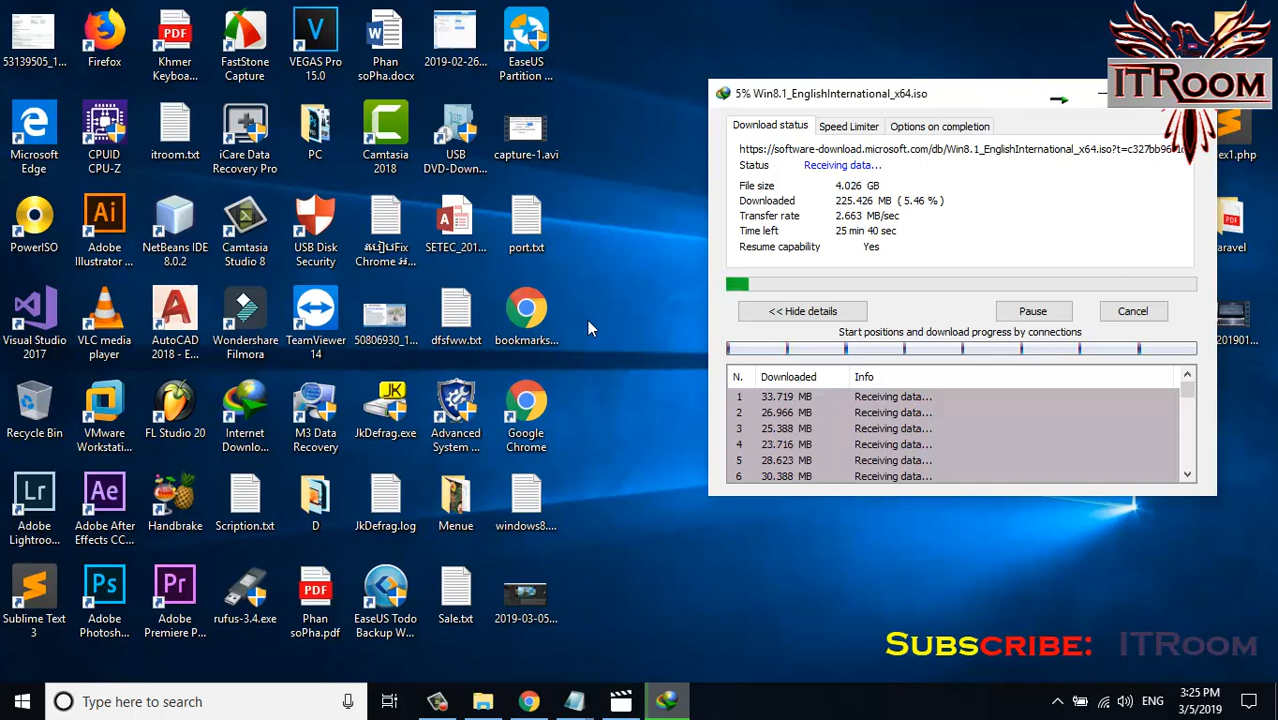 53139505_1...
Firefox
Khmer
Keyboa...
FastStone
Capture
VEGAS Pro
15.0
Phan
soPha.docx
2019-02-26...
EaseUS
Partition ...
Microsoft
Edge
CPUID
CPU-Z
itroom.txt
iCare Data
Recovery Pro
PC
Camtasia
2018
USB
DVD-Down...
capture-1.avi
PowerISO
Adobe
Illustrator ...
NetBeans IDE
8.0.2
Camtasia
Studio 8
USB Disk
Security
របៀបFix
Chrome អ...
SETEC_201...
port.txt
Visual Studio
2017
VLC media
player
AutoCAD
2018 - E...
Wondershare
Filmora
TeamViewer
14
50806930_1...
dfsfww.txt
bookmarks...
Recycle Bin
VMware
Workstati...
FL Studio 20
Internet
Downlo...
M3 Data
Recovery
JkDefrag.exe
Advanced
System ...
Google
Chrome
Adobe
Lightroo...
Adobe After
Effects CC...
Handbrake
Scription.txt
D
JkDefrag.log
Menue
windows8....
Sublime Text
3
Adobe
Photosh...
Adobe
Premiere P...
rufus-3.4.exe
Phan
soPha.pdf
EaseUS Todo
Backup W...
Sale.txt
2019-03-05...
ITRoom
5% Win8.1_EnglishInternational_x64.iso
Download status
Speed Limiter
Options on completion
https://software-download.microsoft.com/db/Win8.1_EnglishInternational_x64.iso?t=c327bb96
Status Receiving data...
File size 4.026 GB
Downloaded 225.426 MB ( 5.46 % )
Transfer rate 2.663 MB/sec
Time left 25 min 40 sec
Resume capability Yes
<< Hide details
Pause
Cancel
Start positions and download progress by connections
N. Downloaded Info
1 33.719 MB Receiving data...
2 26.966 MB Receiving data...
3 25.388 MB Receiving data...
4 23.716 MB Receiving data...
5 28.623 MB Receiving data...
6 30.388 MB Receiving data...
ex1.php
aravel
201901...
Subscribe: ITRoom
Type here to search
ENG
3:25 PM
3/5/2019